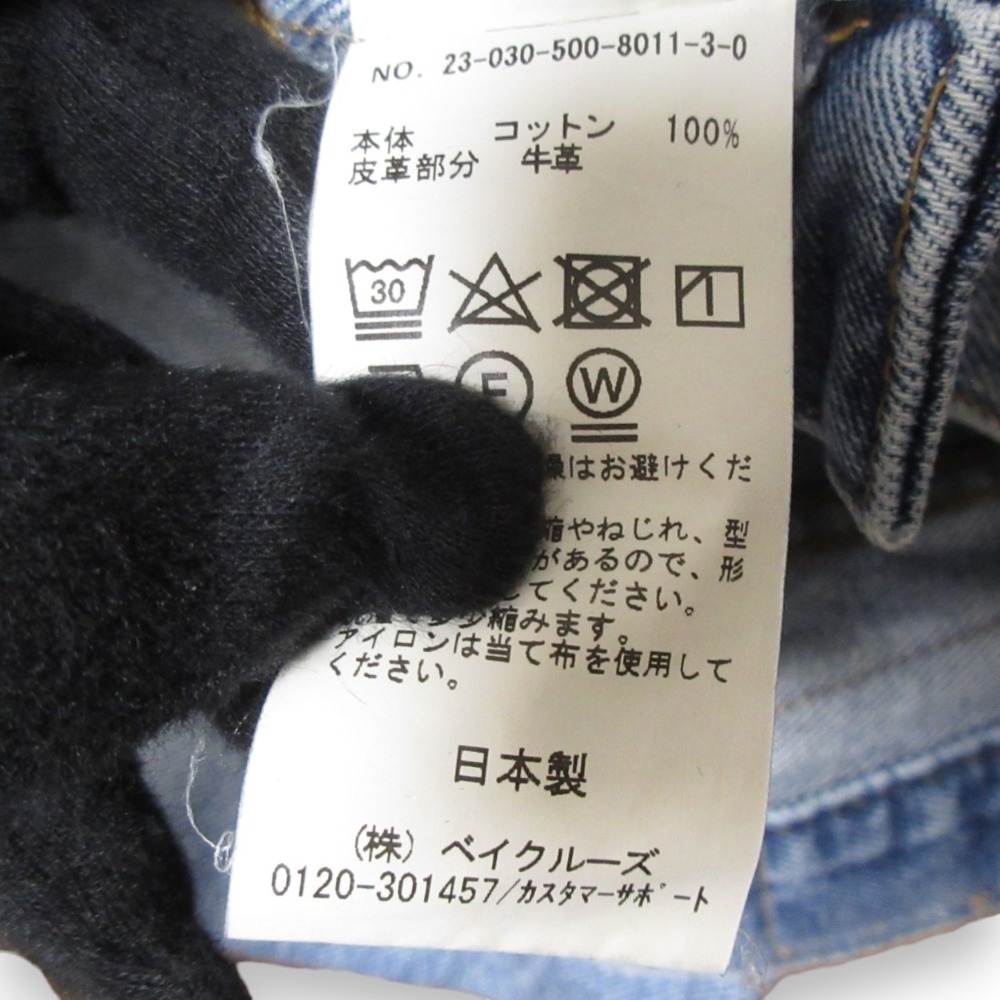 NO. 23-030-500-8011-3-0
本体 コットン 100%
皮革部分 牛革
30
W
はお避けくだ
やねじれ、型
があるので、形
してください。
縮みます。
アイロンは当て布を使用して
ください。
日本製
(株) ベイクルーズ
0120-301457/カスタマーサポート